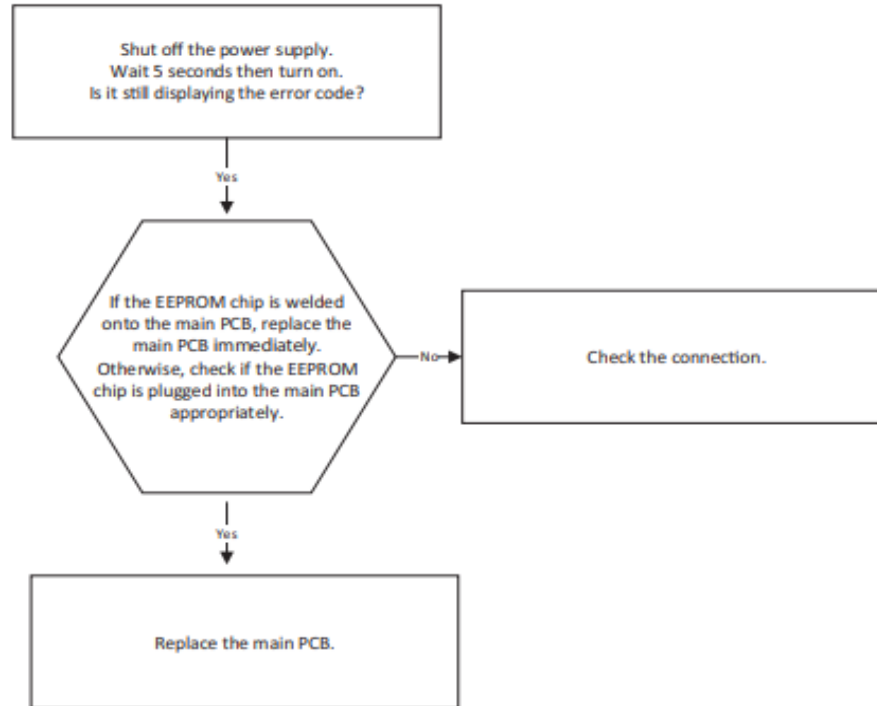 Shut off the power supply.
Wait 5 seconds then turn on.
Is it still displaying the error code?
Yes
If the EEPROM chip is welded
onto the main PCB, replace the
main PCB immediately.
Otherwise, check if the EEPROM
chip is plugged into the main PCB
appropriately.
No
Check the connection.
Yes
Replace the main PCB.